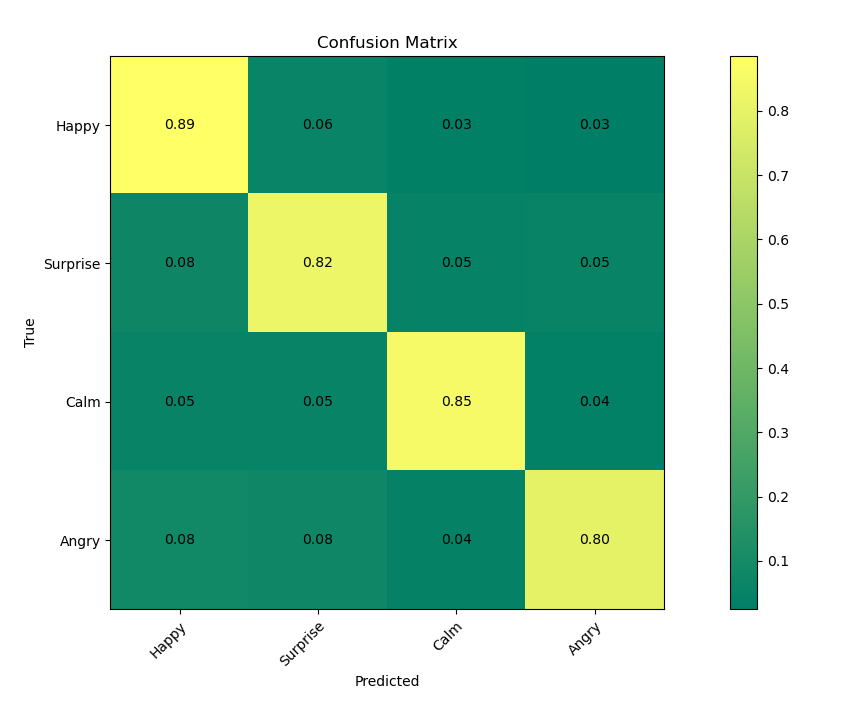 Confusion Matrix
Happy 0.89 0.06 0.03 0.03
Surprise 0.08 0.82 0.05 0.05
Calm 0.05 0.05 0.85 0.04
Angry 0.08 0.08 0.04 0.80
True
Happy Surprise Calm Angry
Predicted
0.8
0.7
0.6
0.5
0.4
0.3
0.2
0.1